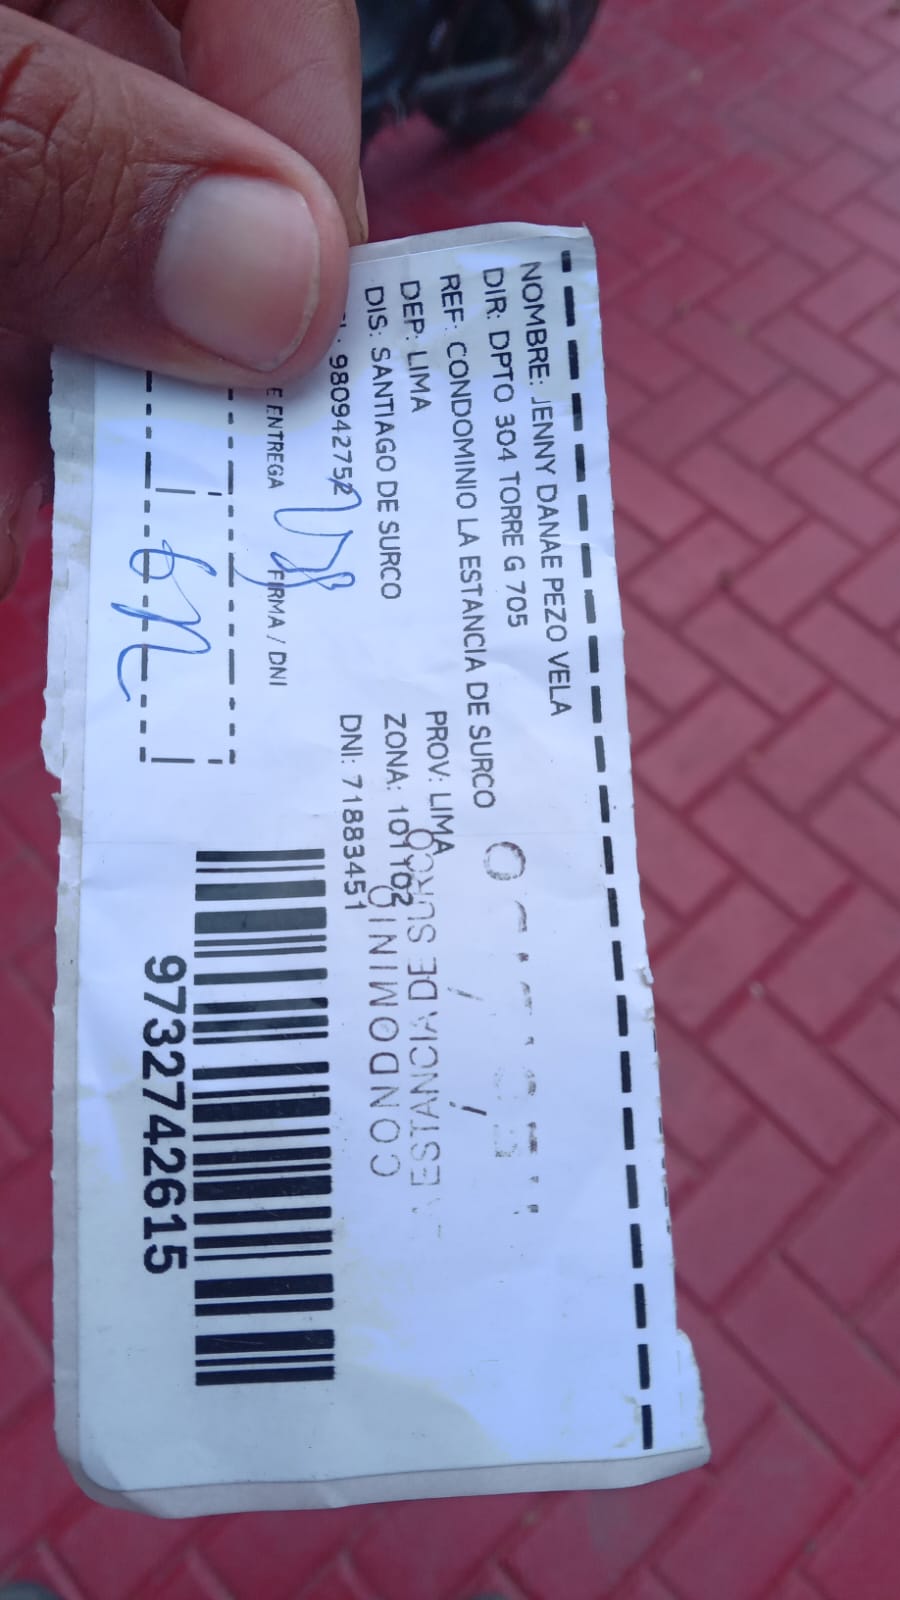 NOMBRE: JENNY DANAE PEZO VELA
DIR: DPTO 304 TORRE G 705
REF: CONDOMINIO LA ESTANCIA DE SURCO
DEP: LIMA PROV: LIMA
DIS: SANTIAGO DE SURCO ZONA: 101102
: 980942752 DNI: 71883451
E ENTREGA FIRMA / DNI
CONDOMINIO
ESTANCIA DE SURCO
9732742615